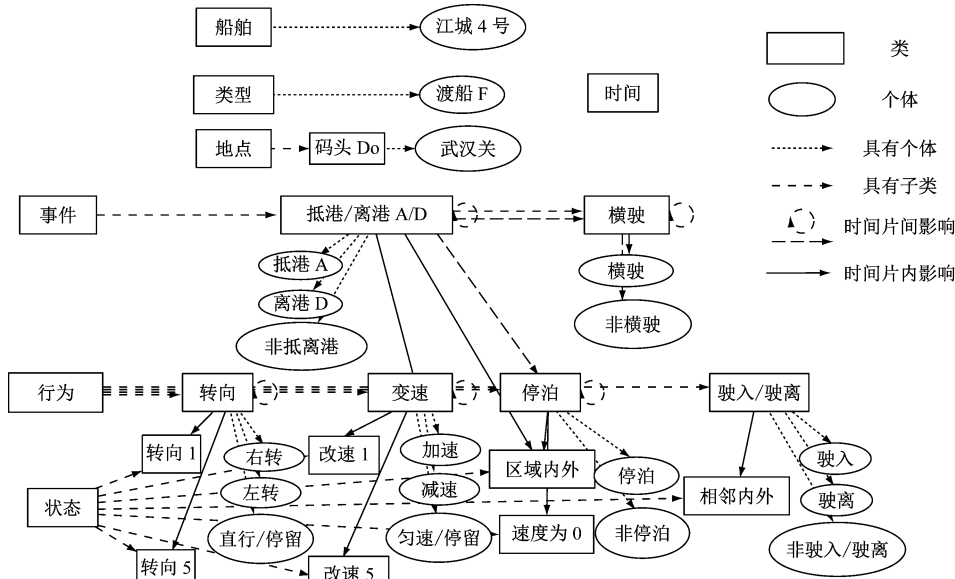 船舶
江城 4 号
类
类型
渡船 F
时间
个体
地点
码头 Do
武汉关
具有个体
具有子类
事件
抵港/离港 A/D
横驶
时间片间影响
抵港 A
横驶
时间片内影响
离港 D
非横驶
非抵离港
行为
转向
变速
停泊
驶入/驶离
转向 1
右转
改速 1
加速
区域内外
停泊
驶入
左转
减速
相邻内外
驶离
状态
直行/停留
匀速/停留
速度为 0
非停泊
非驶入/驶离
转向 5
改速 5